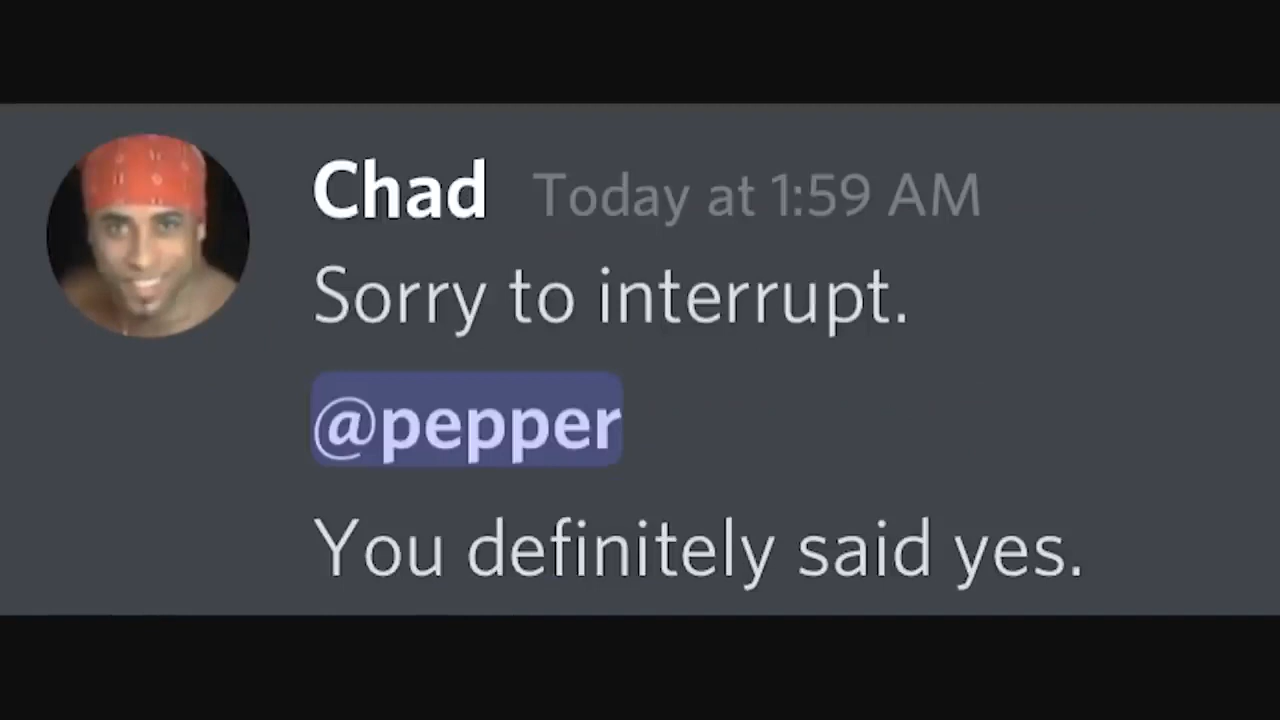 Chad Today at 1:59 AM
Sorry to interrupt.
@pepper
You definitely said yes.